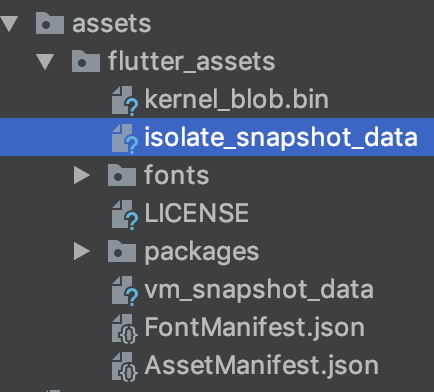 assets
flutter_assets
kernel_blob.bin
isolate_snapshot_data
fonts
LICENSE
packages
vm_snapshot_data
FontManifest.json
AssetManifest.json